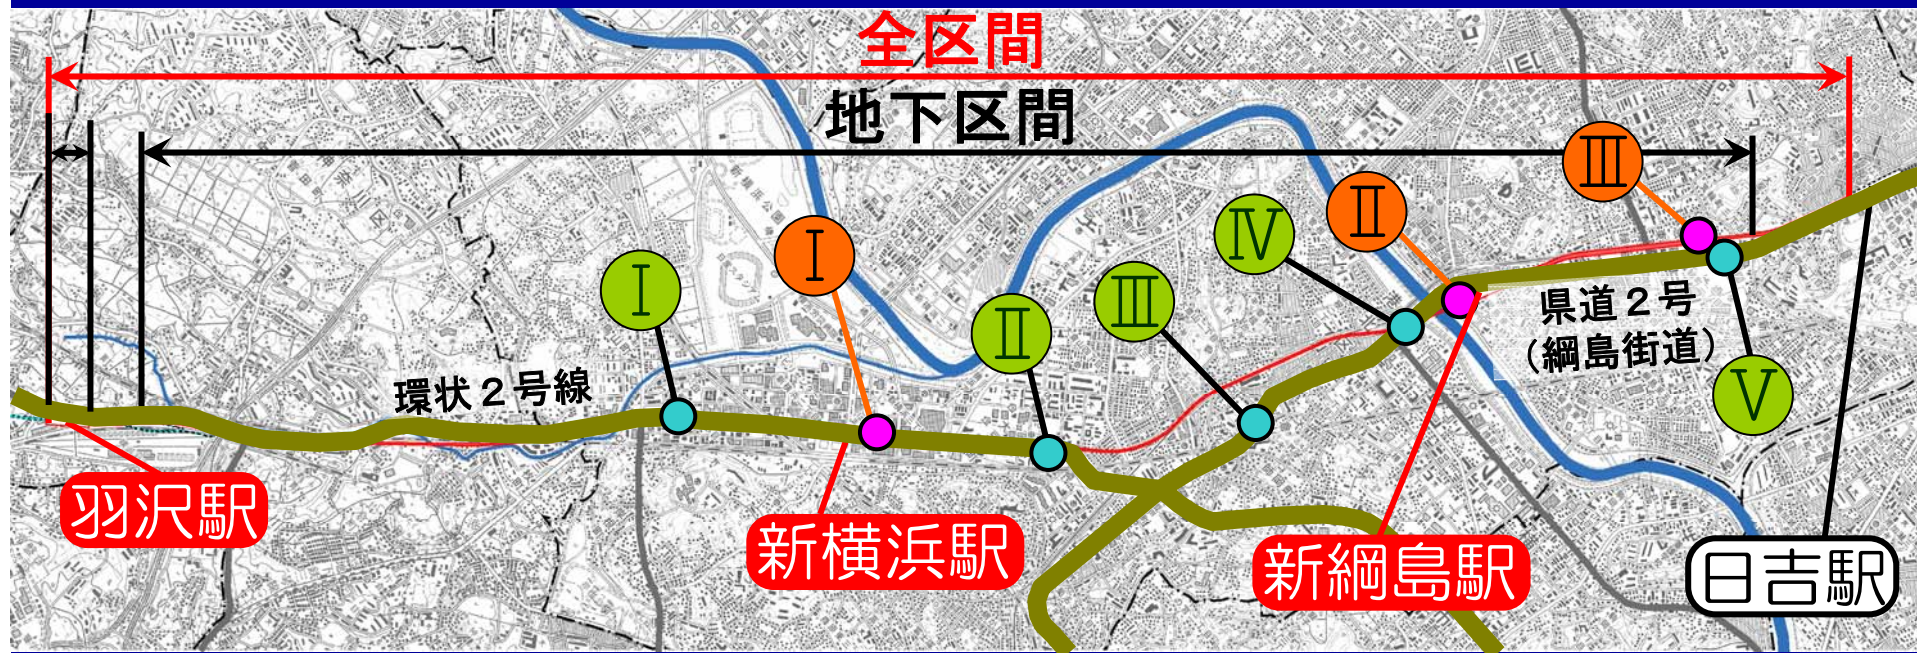 全区間
地下区間
Ⅲ
Ⅱ
Ⅳ
Ⅰ
Ⅰ
Ⅲ
Ⅱ
県道２号
（綱島街道）
Ⅴ
環状２号線
羽沢駅
新横浜駅
新綱島駅
日吉駅